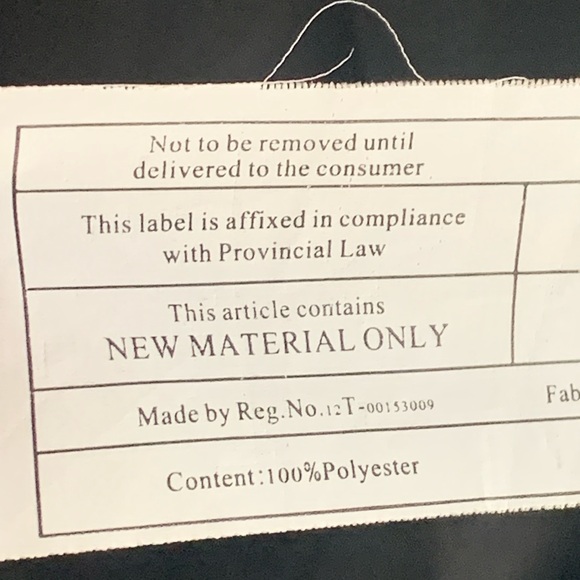 Not to be removed until
delivered to the consumer
This label is affixed in compliance
with Provincial Law
This article contains
NEW MATERIAL ONLY
Made by Reg.No.12T-00153009
Fab
Content:100%Polyester